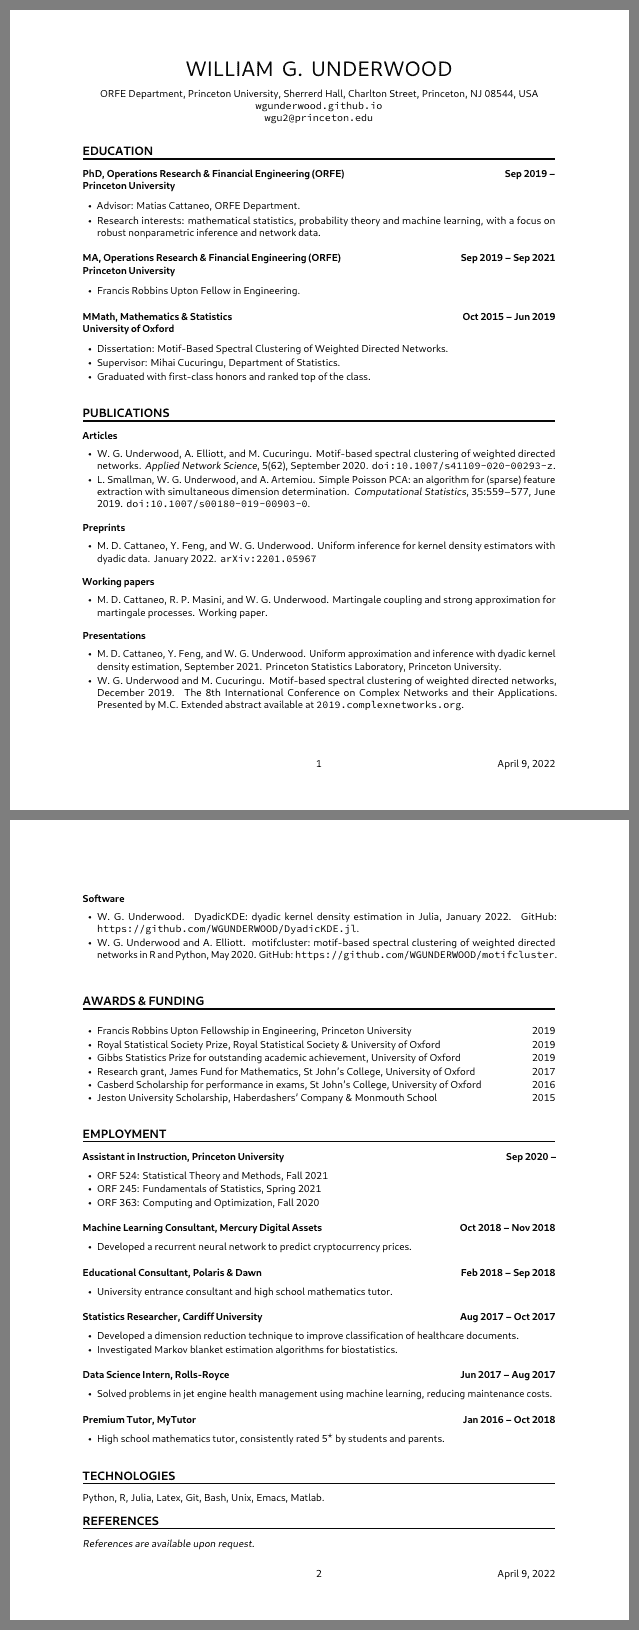 WILLIAM G. UNDERWOOD
ORFE Department, Princeton University, Sherrerd Hall, Charlton Street, Princeton, NJ 08544, USA
wgunderwood.github.io
wgu2@princeton.edu
EDUCATION
PhD, Operations Research & Financial Engineering (ORFE) Sep 2019 –
Princeton University
• Advisor: Matias Cattaneo, ORFE Department.
• Research interests: mathematical statistics, probability theory and machine learning, with a focus on
robust nonparametric inference and network data.
MA, Operations Research & Financial Engineering (ORFE) Sep 2019 – Sep 2021
Princeton University
• Francis Robbins Upton Fellow in Engineering.
MMath, Mathematics & Statistics Oct 2015 – Jun 2019
University of Oxford
• Dissertation: Motif-Based Spectral Clustering of Weighted Directed Networks.
• Supervisor: Mihai Cucuringu, Department of Statistics.
• Graduated with first-class honors and ranked top of the class.
PUBLICATIONS
Articles
• W. G. Underwood, A. Elliott, and M. Cucuringu. Motif-based spectral clustering of weighted directed
networks. Applied Network Science, 5(62), September 2020. doi:10.1007/s41109-020-00293-z.
• L. Smallman, W. G. Underwood, and A. Artemiou. Simple Poisson PCA: an algorithm for (sparse) feature
extraction with simultaneous dimension determination. Computational Statistics, 35:559–577, June
2019. doi:10.1007/s00180-019-00903-0.
Preprints
• M. D. Cattaneo, Y. Feng, and W. G. Underwood. Uniform inference for kernel density estimators with
dyadic data. January 2022. arXiv:2201.05967
Working papers
• M. D. Cattaneo, R. P. Masini, and W. G. Underwood. Martingale coupling and strong approximation for
martingale processes. Working paper.
Presentations
• M. D. Cattaneo, Y. Feng, and W. G. Underwood. Uniform approximation and inference with dyadic kernel
density estimation, September 2021. Princeton Statistics Laboratory, Princeton University.
• W. G. Underwood and M. Cucuringu. Motif-based spectral clustering of weighted directed networks,
December 2019. The 8th International Conference on Complex Networks and their Applications.
Presented by M.C. Extended abstract available at 2019.complexnetworks.org.
1 April 9, 2022
Software
• W. G. Underwood. DyadicKDE: dyadic kernel density estimation in Julia, January 2022. GitHub:
https://github.com/WGUNDERWOOD/DyadicKDE.jl.
• W. G. Underwood and A. Elliott. motifcluster: motif-based spectral clustering of weighted directed
networks in R and Python, May 2020. GitHub: https://github.com/WGUNDERWOOD/motifcluster.
AWARDS & FUNDING
• Francis Robbins Upton Fellowship in Engineering, Princeton University 2019
• Royal Statistical Society Prize, Royal Statistical Society & University of Oxford 2019
• Gibbs Statistics Prize for outstanding academic achievement, University of Oxford 2019
• Research grant, James Fund for Mathematics, St John's College, University of Oxford 2017
• Casberd Scholarship for performance in exams, St John's College, University of Oxford 2016
• Jeston University Scholarship, Haberdashers' Company & Monmouth School 2015
EMPLOYMENT
Assistant in Instruction, Princeton University Sep 2020 –
• ORF 524: Statistical Theory and Methods, Fall 2021
• ORF 245: Fundamentals of Statistics, Spring 2021
• ORF 363: Computing and Optimization, Fall 2020
Machine Learning Consultant, Mercury Digital Assets Oct 2018 – Nov 2018
• Developed a recurrent neural network to predict cryptocurrency prices.
Educational Consultant, Polaris & Dawn Feb 2018 – Sep 2018
• University entrance consultant and high school mathematics tutor.
Statistics Researcher, Cardiff University Aug 2017 – Oct 2017
• Developed a dimension reduction technique to improve classification of healthcare documents.
• Investigated Markov blanket estimation algorithms for biostatistics.
Data Science Intern, Rolls-Royce Jun 2017 – Aug 2017
• Solved problems in jet engine health management using machine learning, reducing maintenance costs.
Premium Tutor, MyTutor Jan 2016 – Oct 2018
• High school mathematics tutor, consistently rated 5* by students and parents.
TECHNOLOGIES
Python, R, Julia, Latex, Git, Bash, Unix, Emacs, Matlab.
REFERENCES
References are available upon request.
2 April 9, 2022